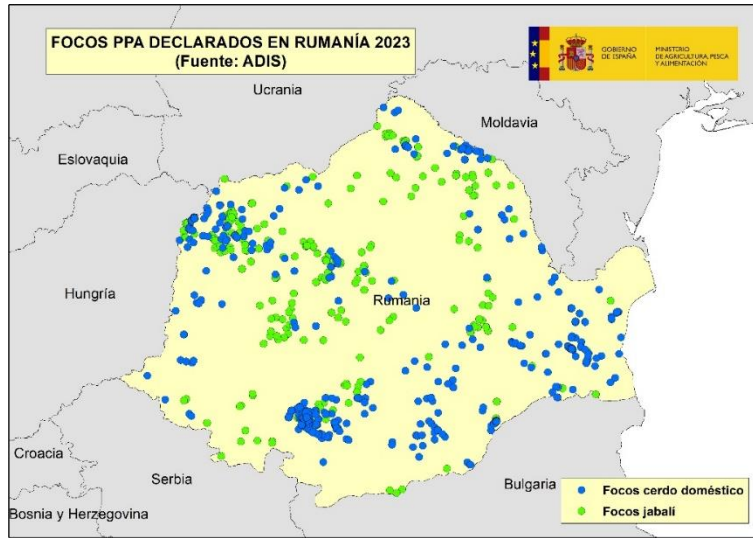 FOCOS PPA DECLARADOS EN RUMANÍA 2023
(Fuente: ADIS)
GOBIERNO
DE ESPAÑA
MINISTERIO
DE AGRICULTURA, PESCA
Y ALIMENTACIÓN
Ucrania
Moldavia
Eslovaquia
Hungría
Rumania
Croacia
Serbia
Bulgaria
Bosnia y Herzegovina
Focos cerdo doméstico
Focos jabalí